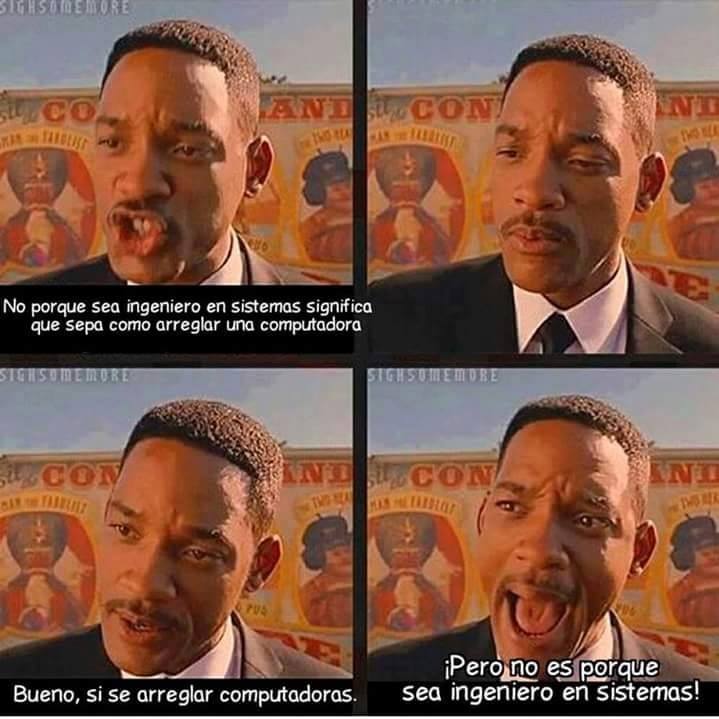 SIGHSOMEMORE
No porque sea ingeniero en sistemas significa
que sepa como arreglar una computadora
SIGHSOMEMORE
Bueno, si se arreglar computadoras.
SIGHSOMEMORE
¡Pero no es porque
sea ingeniero en sistemas!